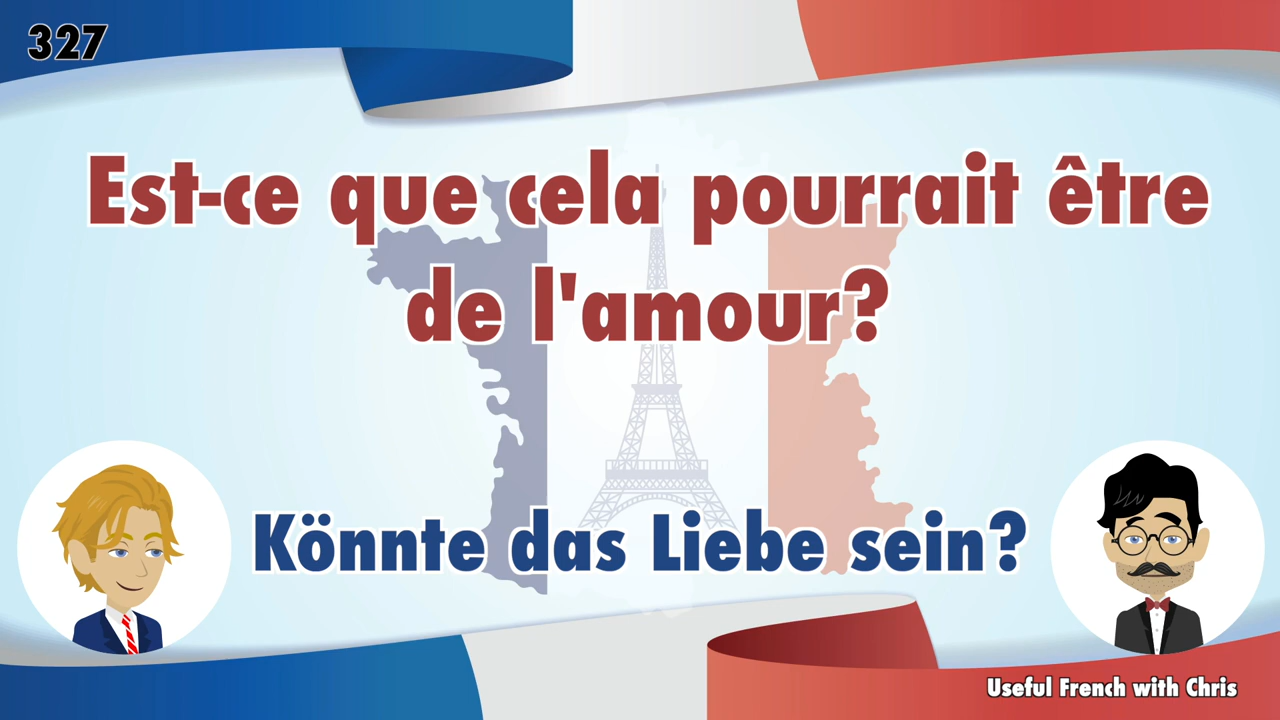 327
Est-ce que cela pourrait être
de l'amour?
Könnte das Liebe sein?
Useful French with Chris